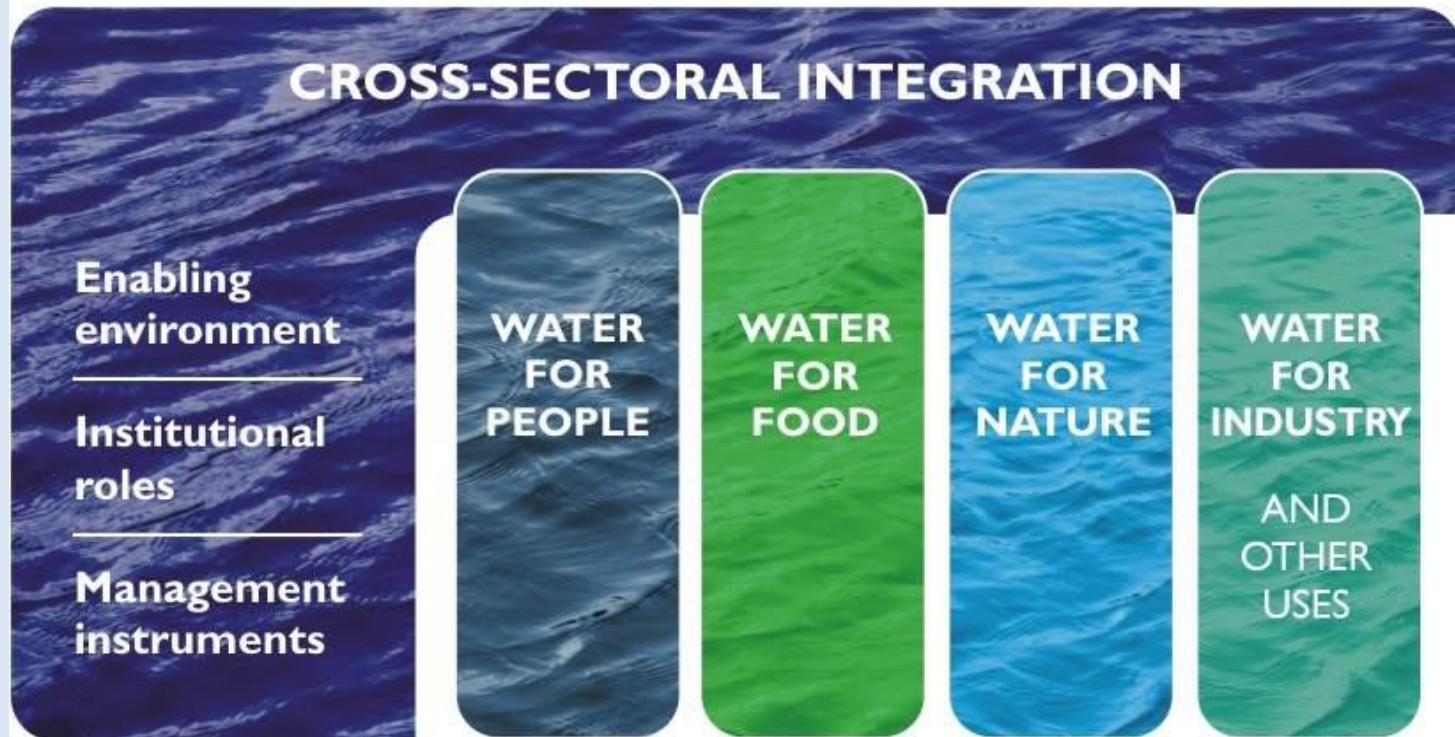 CROSS-SECTORAL INTEGRATION
Enabling
environment
Institutional
roles
Management
instruments
WATER
FOR
PEOPLE
WATER
FOR
FOOD
WATER
FOR
NATURE
WATER
FOR
INDUSTRY
AND
OTHER
USES